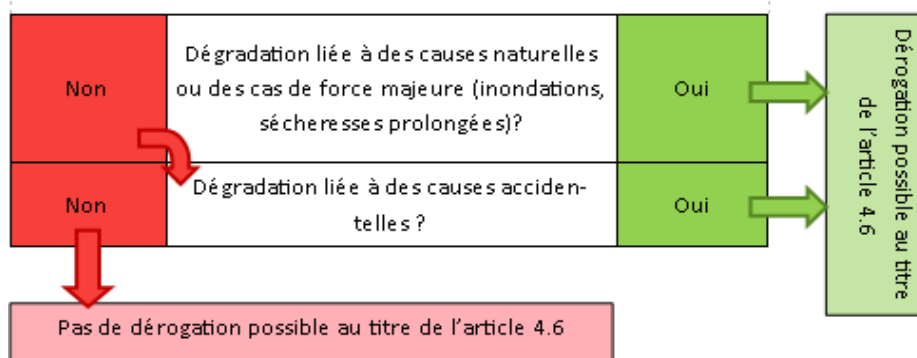 Non
Dégradation liée à des causes naturelles
ou des cas de force majeure (inondations,
sécheresses prolongées)?
Oui
Non
Dégradation liée à des causes acciden-
telles ?
Oui
Dérogation possible au titre
de l'article 4.6
Pas de dérogation possible au titre de l'article 4.6